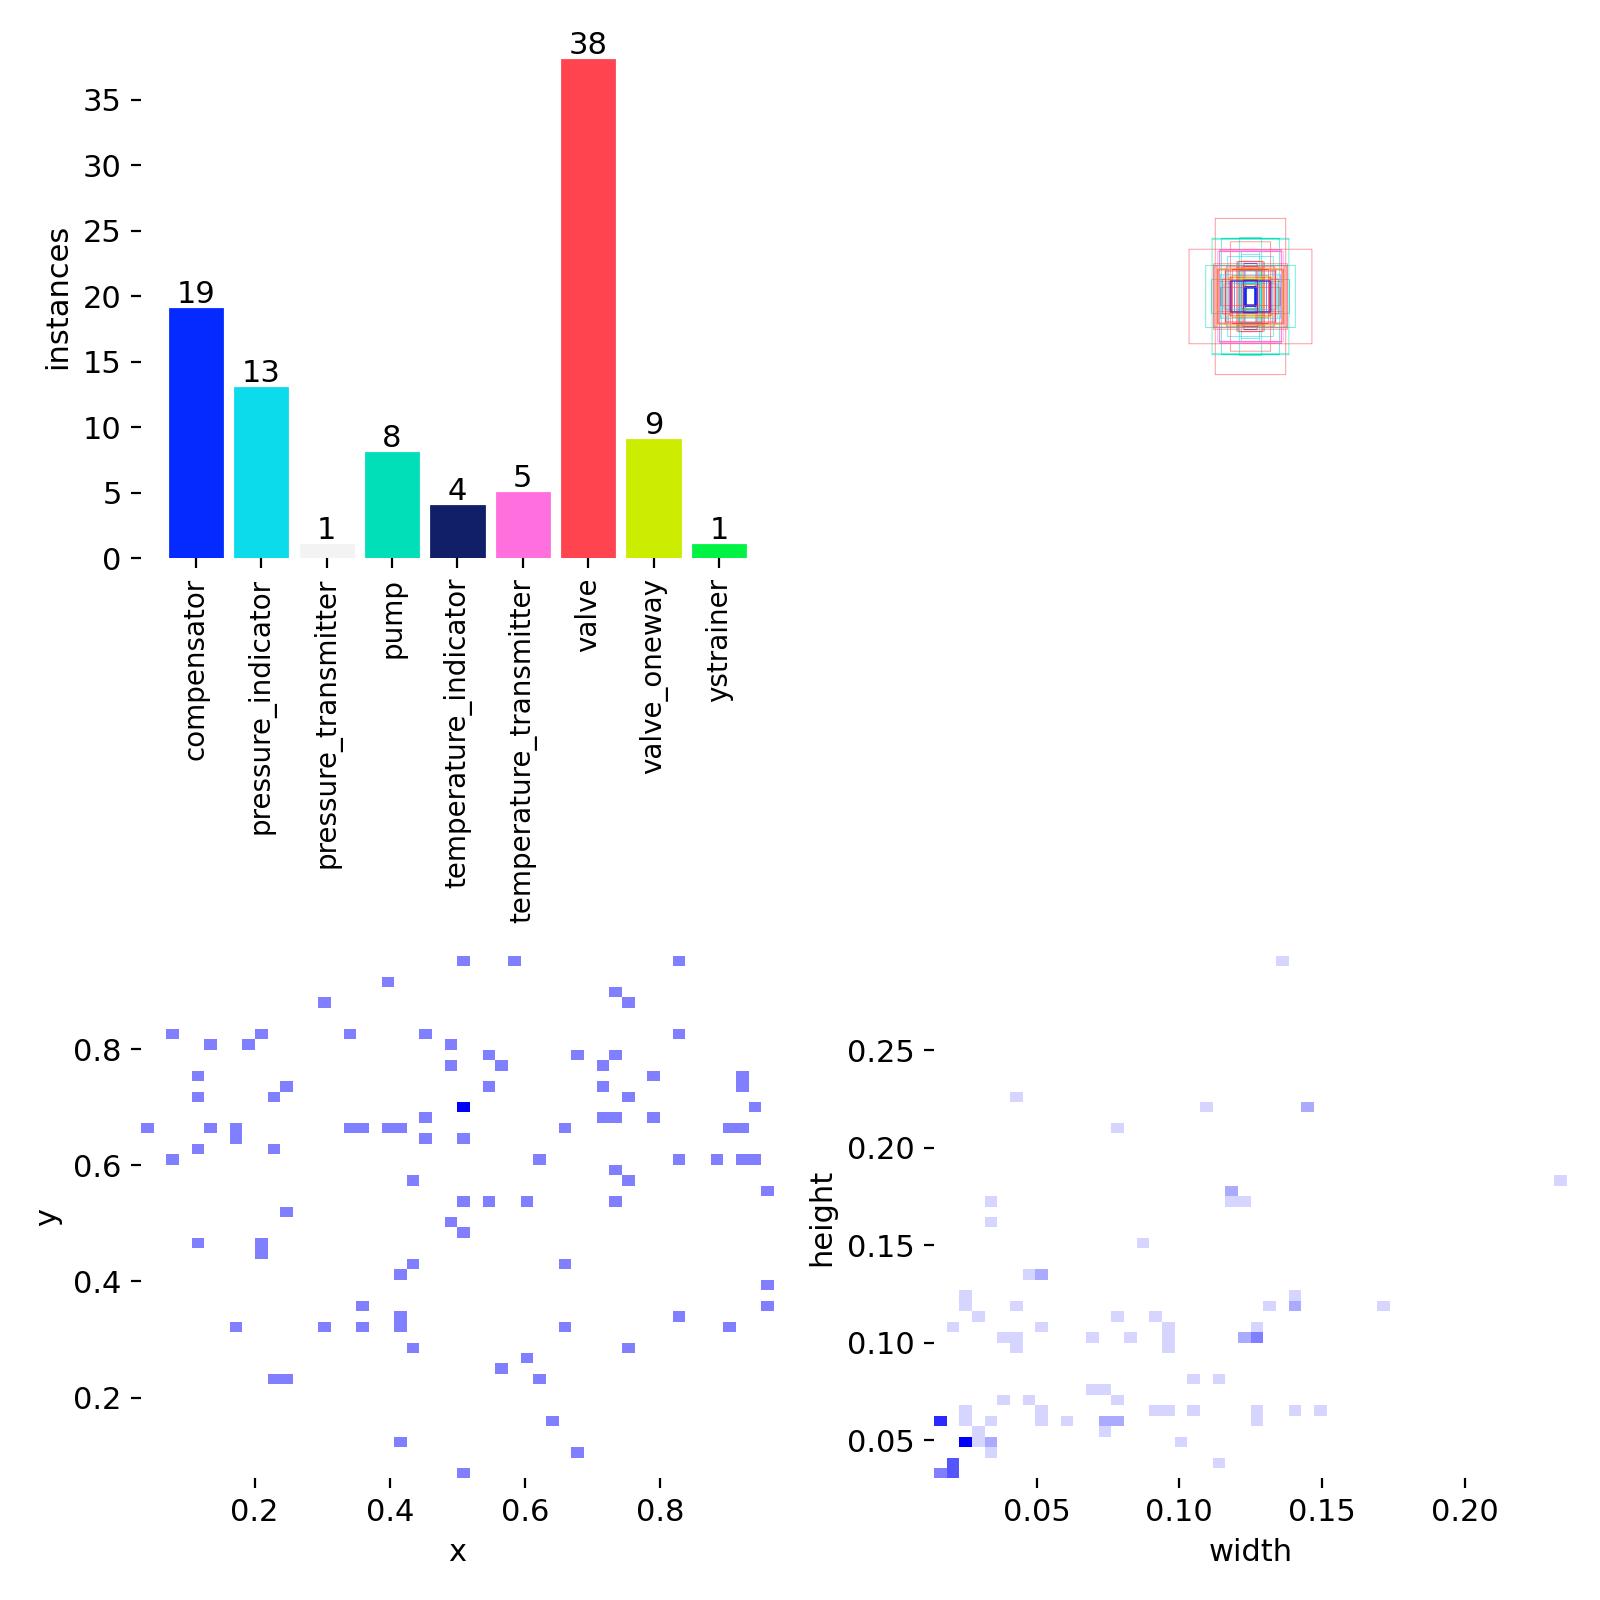 38
35
30
25
20
15
10
5
0
instances
19
13
1
8
4
5
9
1
compensator
pressure_indicator
pressure_transmitter
pump
temperature_indicator
temperature_transmitter
valve
valve_oneway
ystrainer
0.8
0.6
0.4
0.2
y
0.2 0.4 0.6 0.8
x
0.25
0.20
0.15
0.10
0.05
height
0.05 0.10 0.15 0.20
width